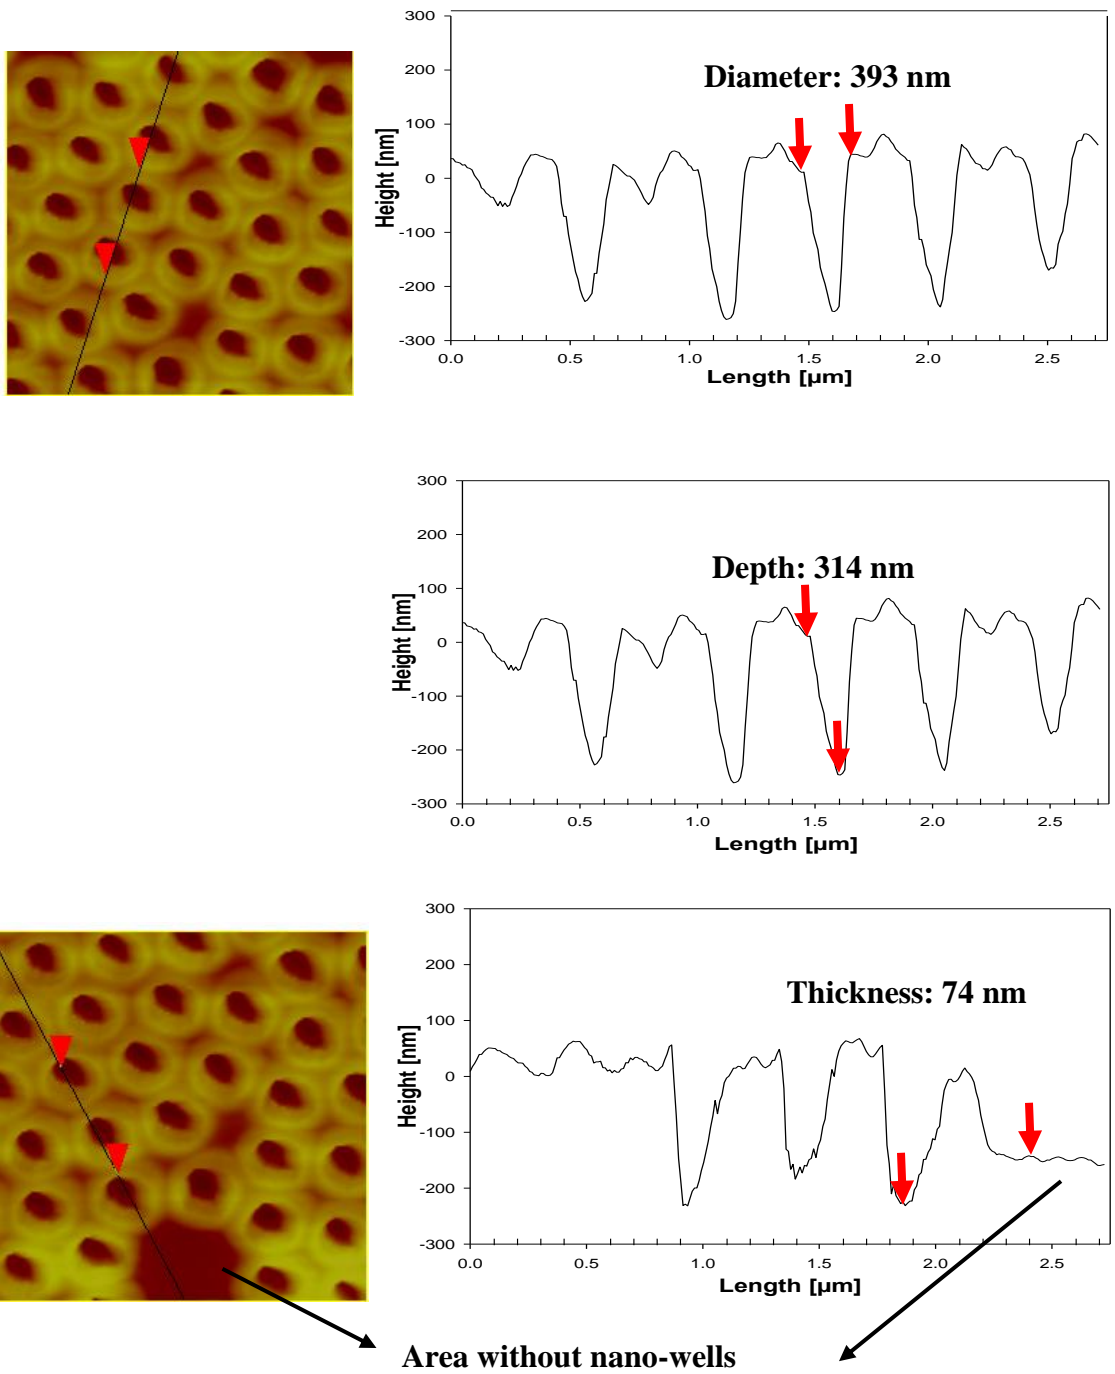 300
200
100
0
-100
-200
-300
Height [nm]
Diameter: 393 nm
0.0 0.5 1.0 1.5 2.0 2.5
Length [µm]
300
200
100
0
-100
-200
-300
Height [nm]
Depth: 314 nm
0.0 0.5 1.0 1.5 2.0 2.5
Length [µm]
300
200
100
0
-100
-200
-300
Height [nm]
Thickness: 74 nm
0.0 0.5 1.0 1.5 2.0 2.5
Length [µm]
Area without nano-wells